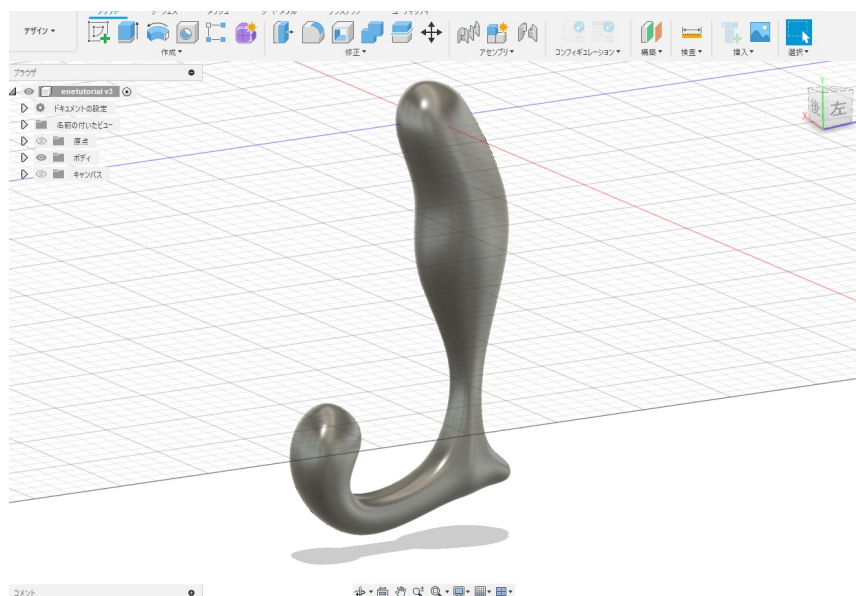 デザイン
作成
修正
アセンブリ
コンフィギュレーション
構築
検査
挿入
選択
ブラウザ
enetutorial v3
ドキュメントの設定
名前の付いたビュー
原点
ボディ
キャンバス
Y
X
後
左
コメント